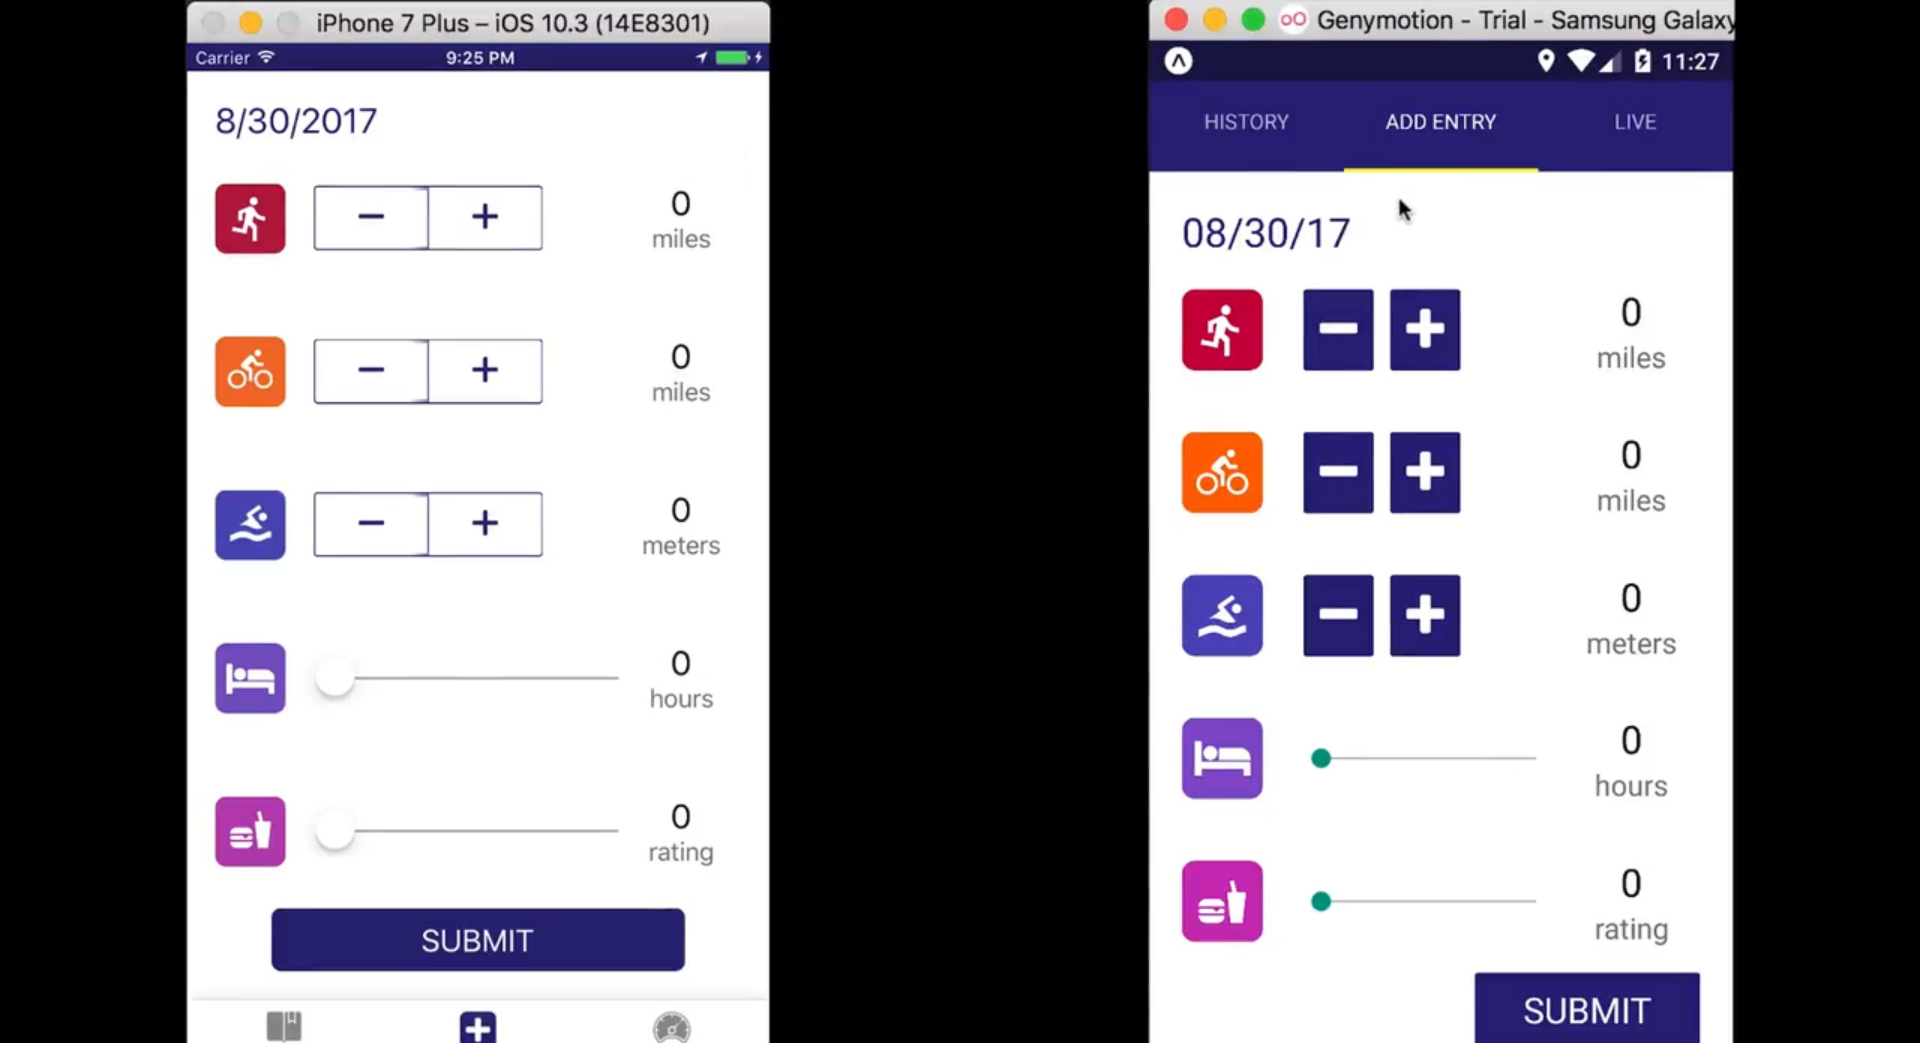 iPhone 7 Plus – iOS 10.3 (14E8301)
Carrier
9:25 PM
8/30/2017
0
miles
0
miles
0
meters
0
hours
0
rating
SUBMIT
Genymotion - Trial - Samsung Galaxy
11:27
HISTORY
ADD ENTRY
LIVE
08/30/17
0
miles
0
miles
0
meters
0
hours
0
rating
SUBMIT